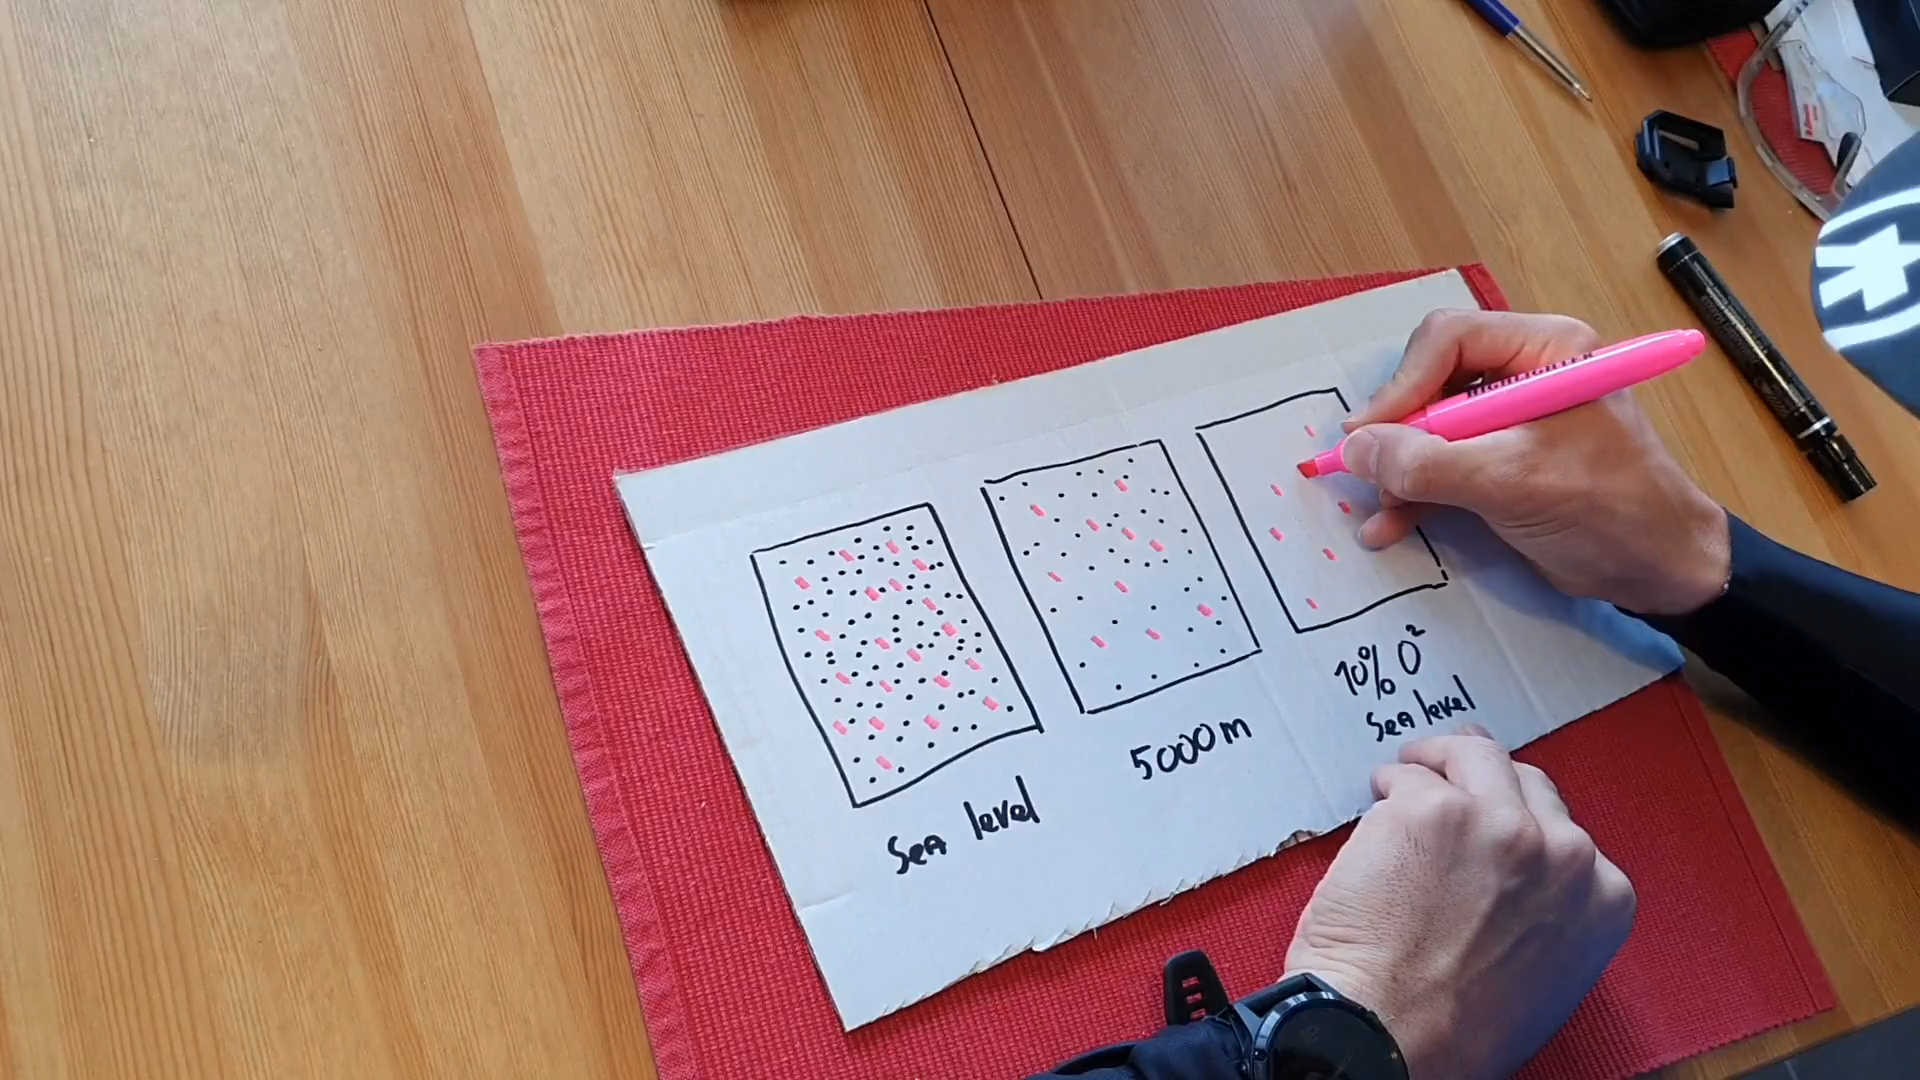 Sea level
5000m
10% O²
Sea level
HIGHLIGHTER